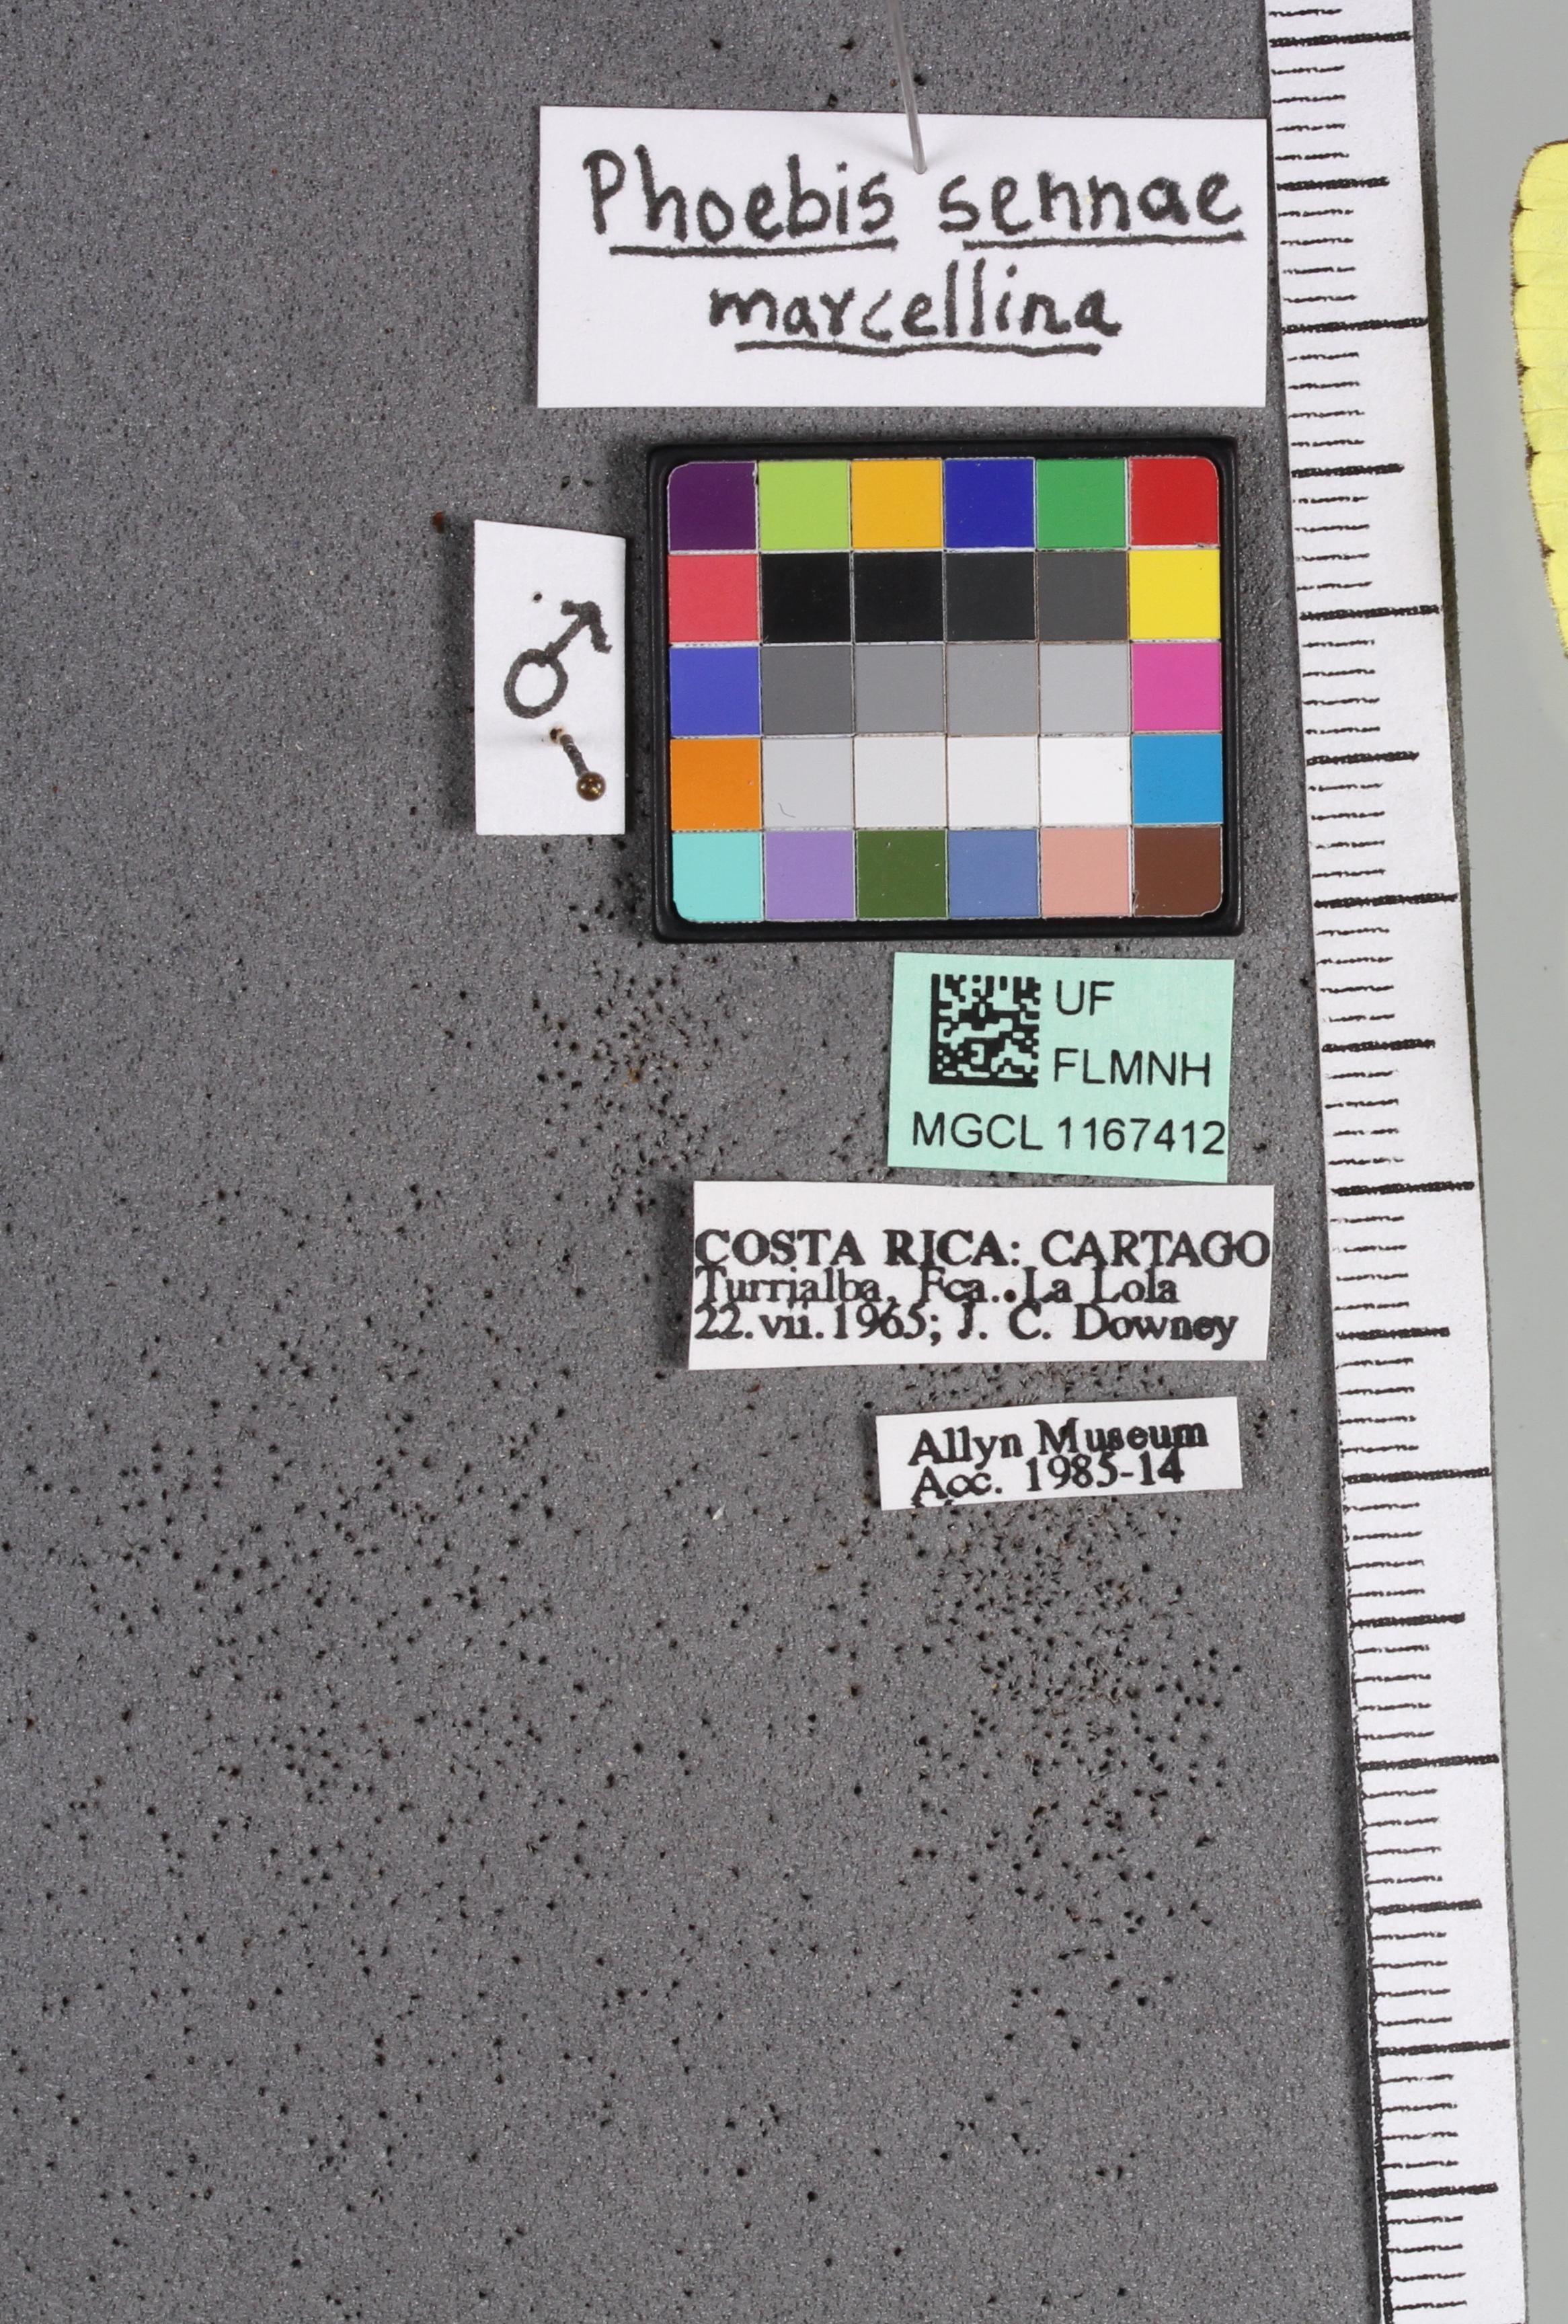 Phoebis sennae
marcellina
♂
UF
FLMNH
MGCL 1167412
COSTA RICA: CARTAGO
Turrialba, Fca. La Lola
22.vii.1965; J. C. Downey
Allyn Museum
Acc. 1985-14